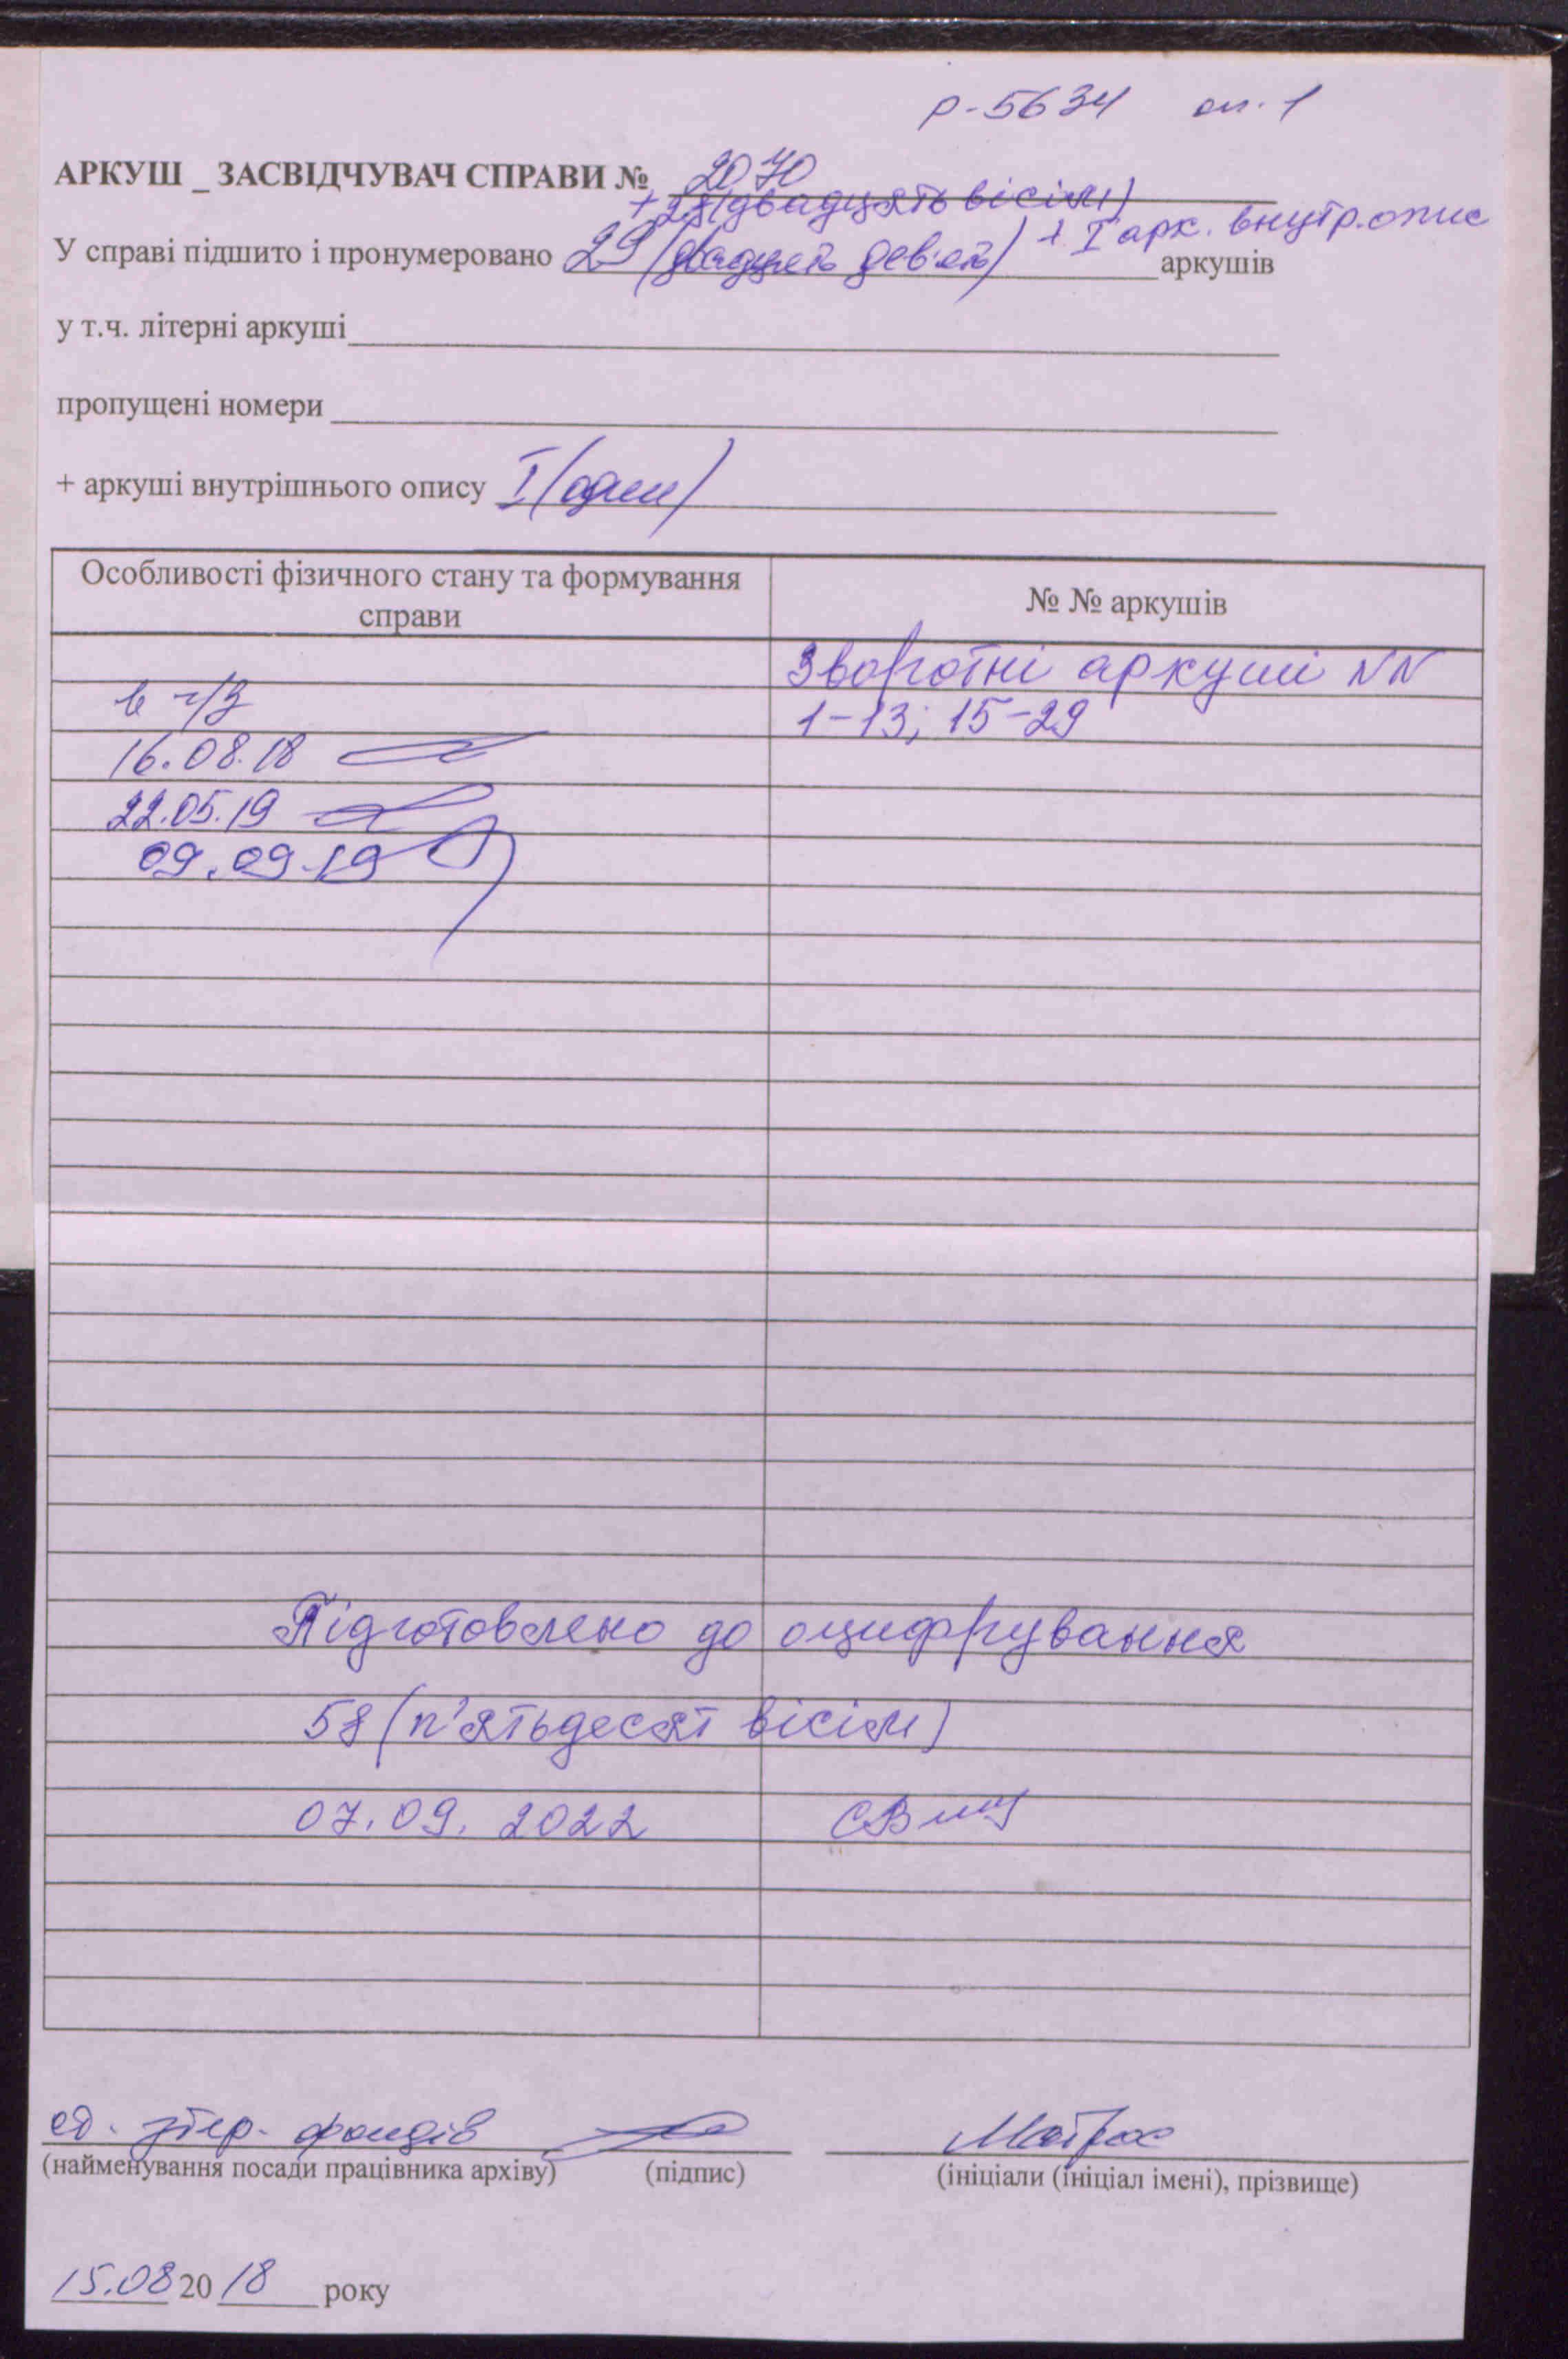 р-5634 оп. 1
АРКУШ _ ЗАСВІДЧУВАЧ СПРАВИ № 2070
+28 (двадцять вісім)
У справі підшито і пронумеровано 29 (двадцять дев'ять) + I арк. внутр. опис аркушів
у т.ч. літерні аркуші
пропущені номери
+ аркуші внутрішнього опису I (один)
Особливості фізичного стану та формування справи
№ № аркушів
Зворотні аркуші NN
в ч/з
1-13; 15-29
16.08.18
22.05.19
09.09.19
Підготовлено до оцифрування
58 (п'ятьдесят вісім)
07.09.2022
фондів
(найменування посади працівника архіву) (підпис) (ініціали (ініціал імені), прізвище)
15.08 20 18 року